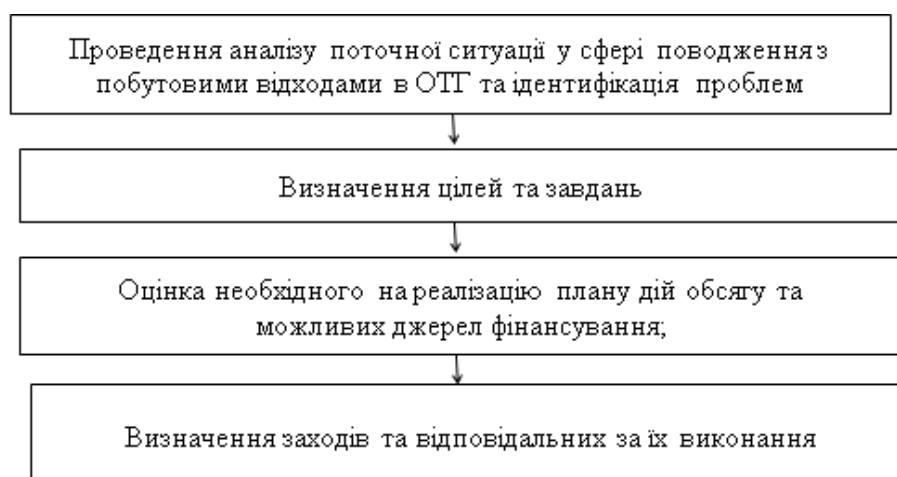 Проведення аналізу поточної ситуації у сфері поводження з
побутовими відходами в ОТГ та ідентифікація проблем
Визначення цілей та завдань
Оцінка необхідного на реалізацію плану дій обсягу та
можливих джерел фінансування;
Визначення заходів та відповідальних за їх виконання